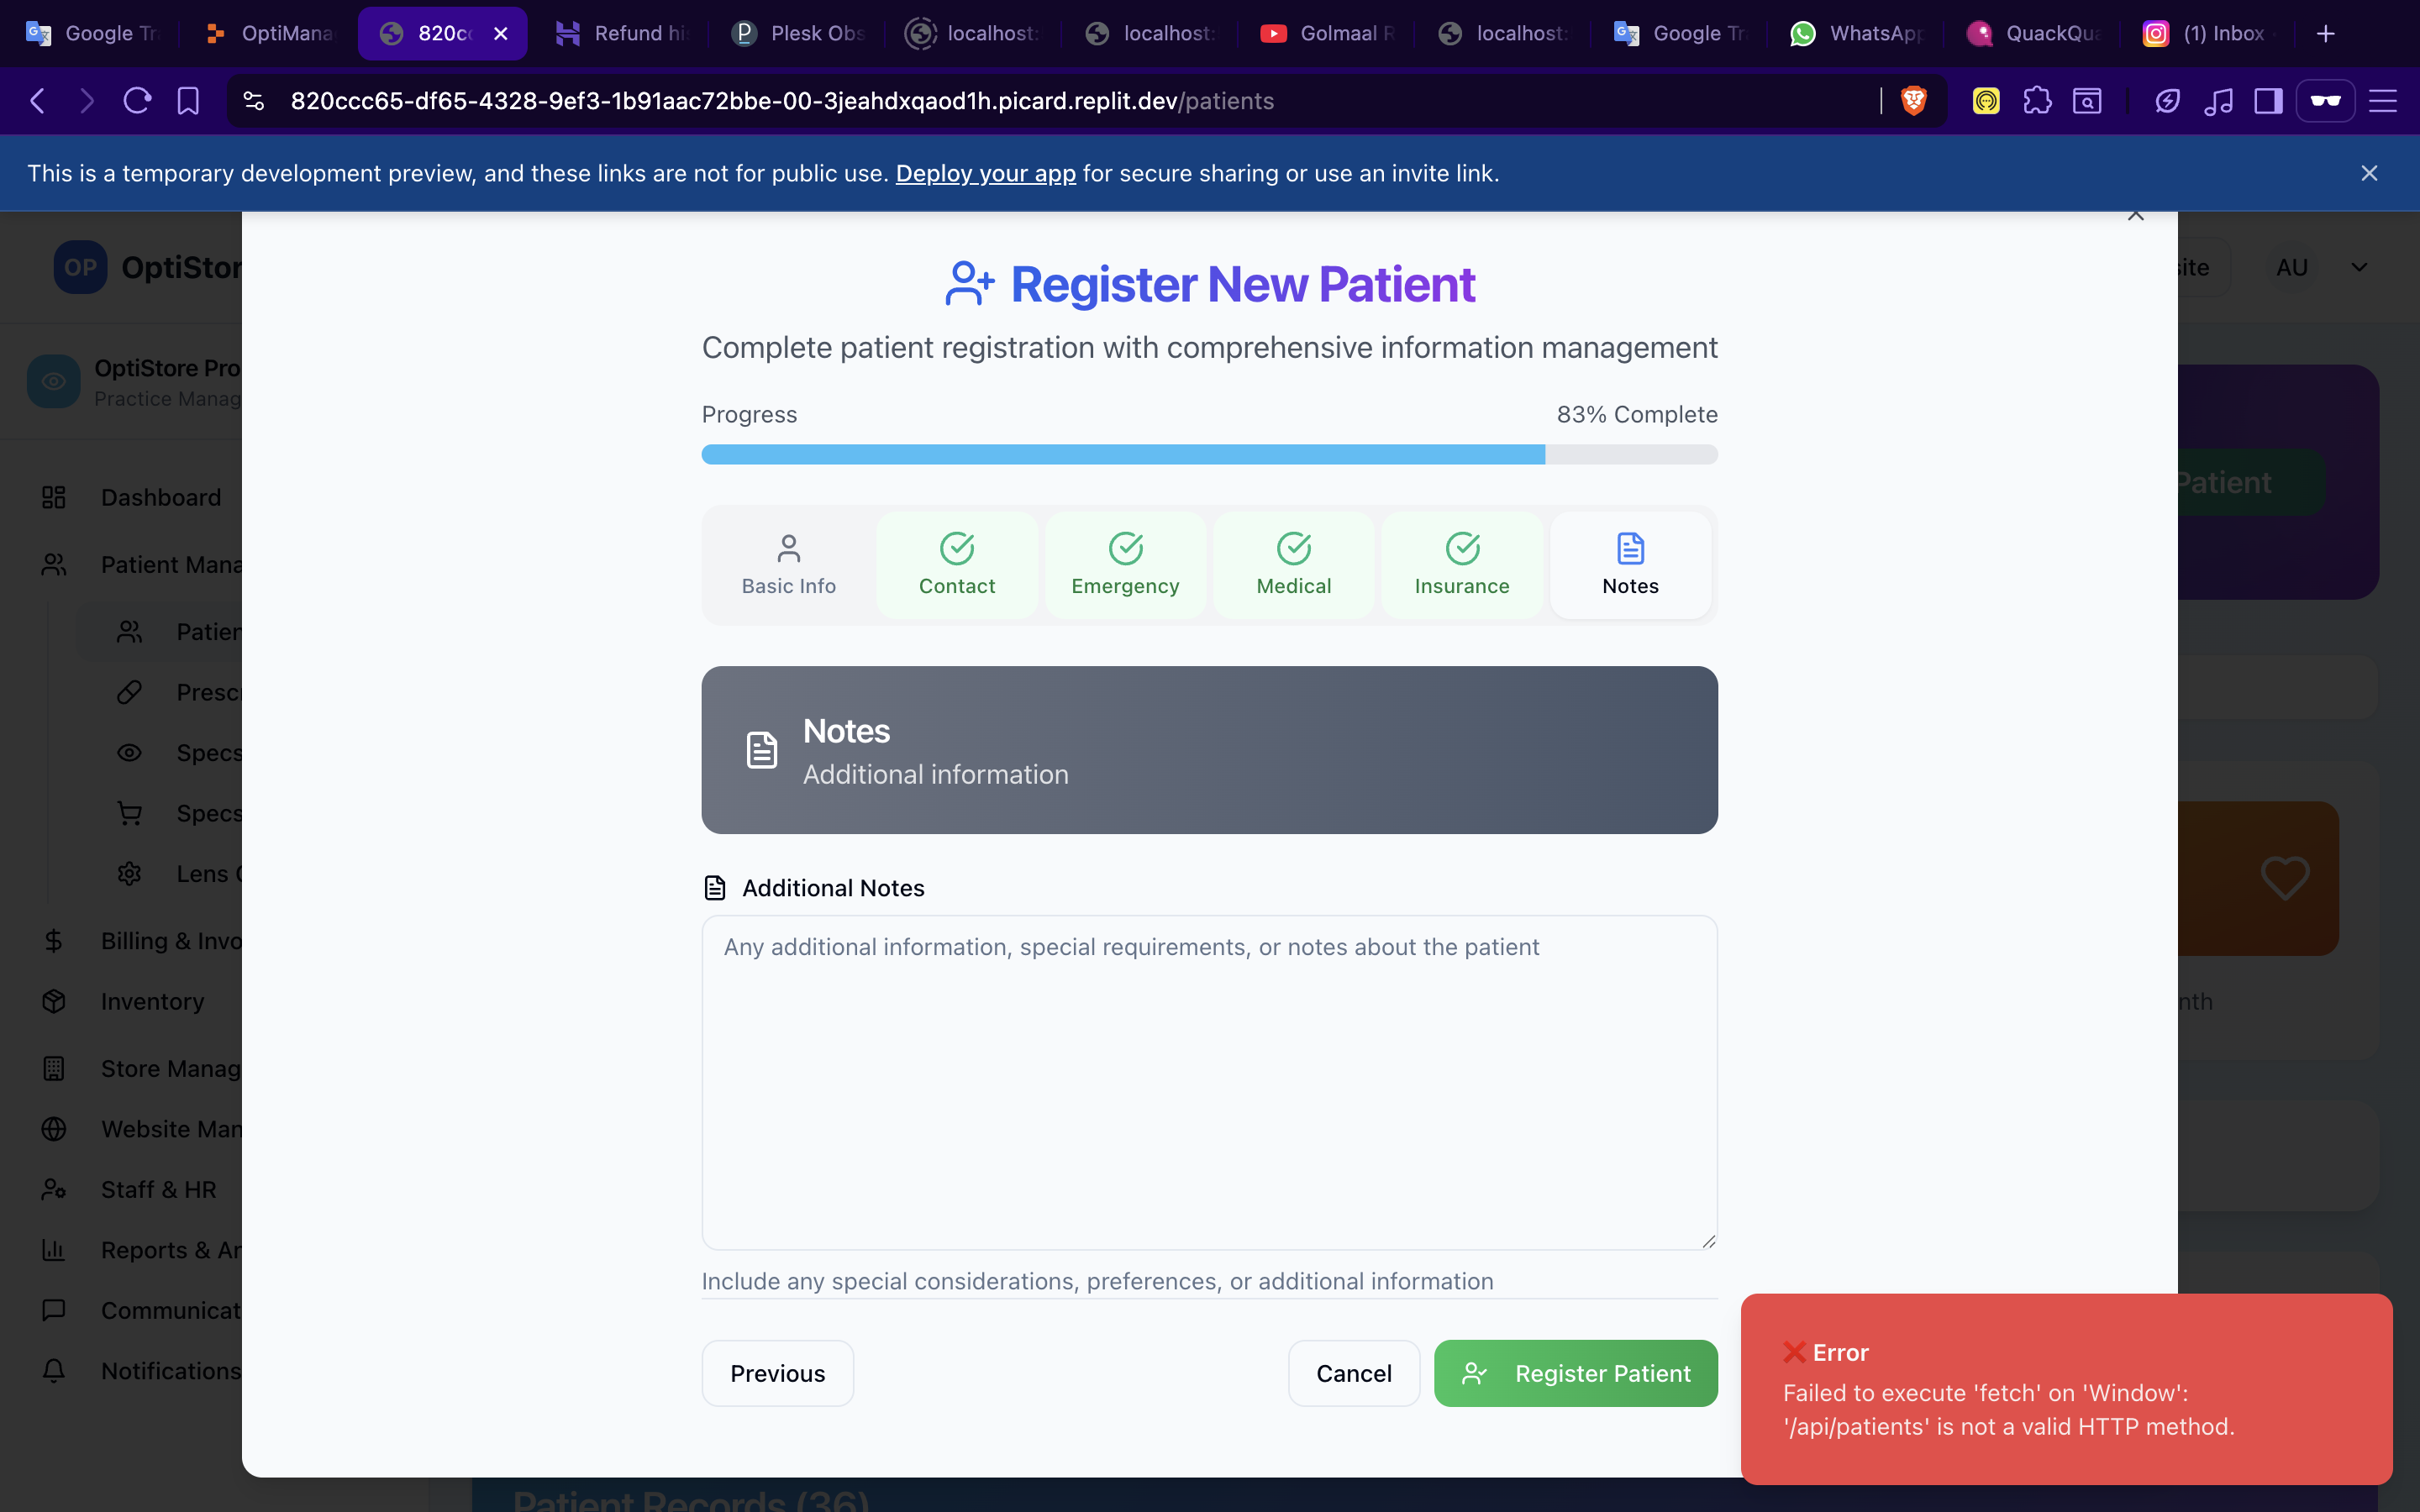 Google Tr
OptiMana
820cc
Refund his
Plesk Obs
localhost:
localhost:
Golmaal R
localhost:
Google Tr
WhatsApp
QuackQua
(1) Inbox
820ccc65-df65-4328-9ef3-1b91aac72bbe-00-3jeahdxqaod1h.picard.replit.dev/patients
This is a temporary development preview, and these links are not for public use. Deploy your app for secure sharing or use an invite link.
OP OptiStor
site
AU
OptiStore Pro
Practice Manag
Dashboard
Patient Mana
Patien
Prescr
Specs
Specs
Lens
Billing & Invo
Inventory
Store Manag
Website Man
Staff & HR
Reports & An
Communicat
Notifications
Register New Patient
Complete patient registration with comprehensive information management
Progress
83% Complete
Basic Info
Contact
Emergency
Medical
Insurance
Notes
Notes
Additional information
Additional Notes
Any additional information, special requirements, or notes about the patient
Include any special considerations, preferences, or additional information
Previous
Cancel
Register Patient
Patient
nth
❌ Error
Failed to execute 'fetch' on 'Window':
'/api/patients' is not a valid HTTP method.
Patient Records (36)